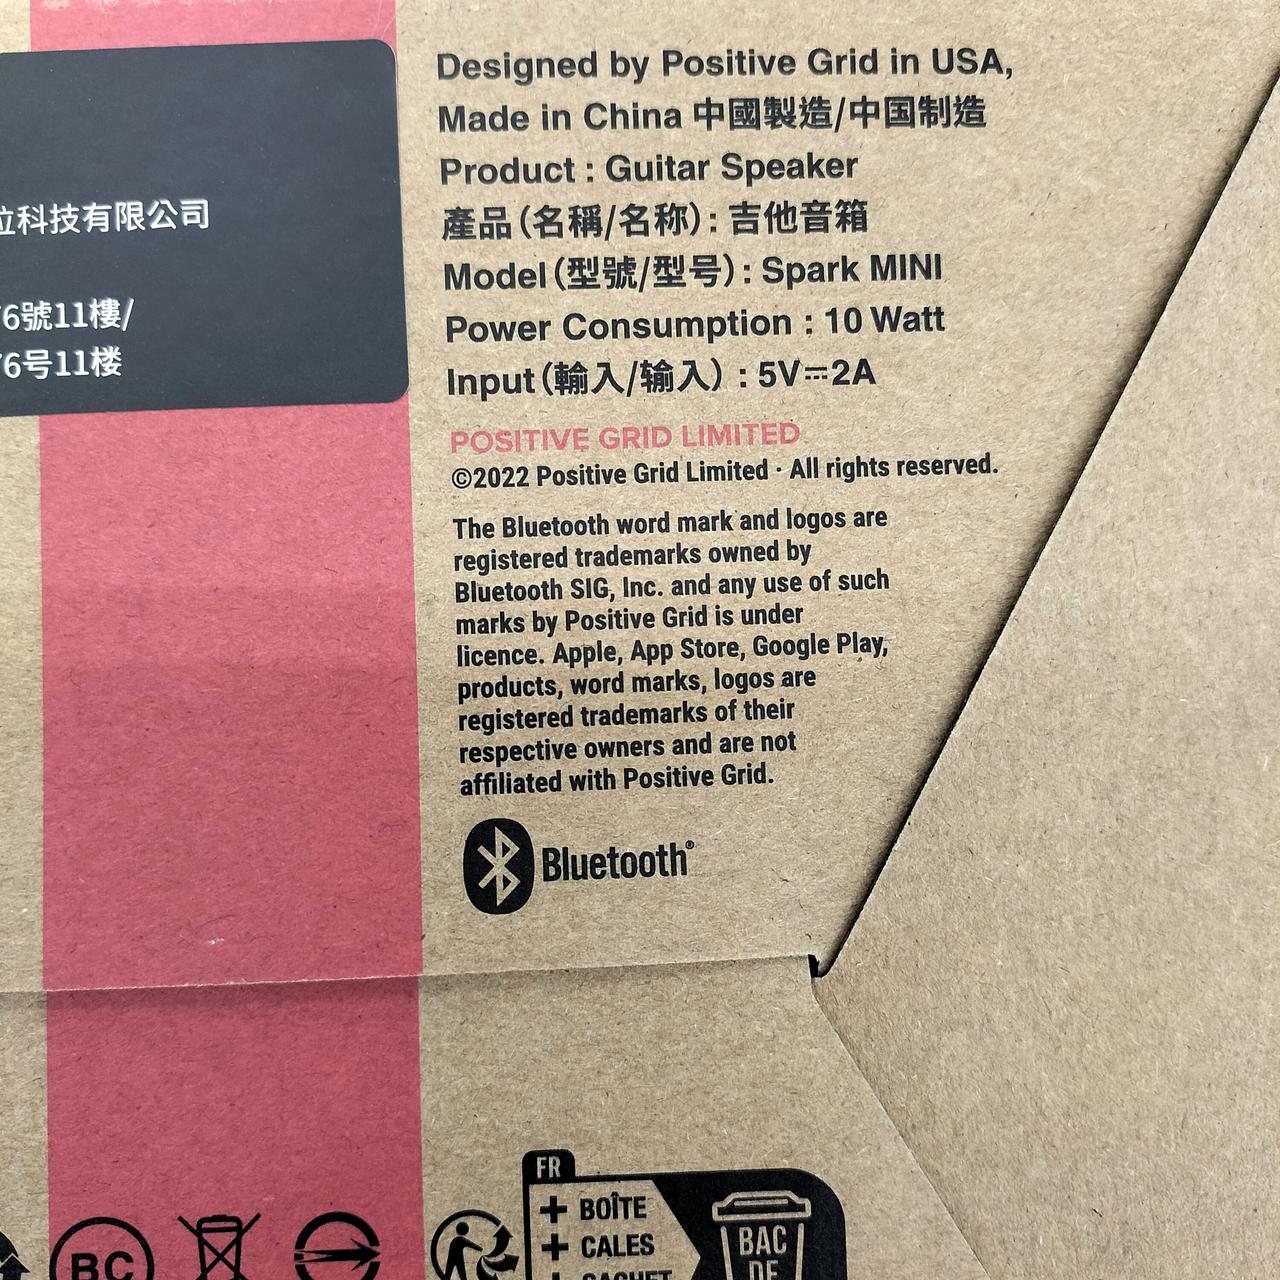 科技有限公司
6號11樓/
6号11楼
Designed by Positive Grid in USA,
Made in China 中國製造/中国制造
Product : Guitar Speaker
產品(名稱/名称) : 吉他音箱
Model(型號/型号) : Spark MINI
Power Consumption : 10 Watt
Input(輸入/输入) : 5V⎓2A
POSITIVE GRID LIMITED
©2022 Positive Grid Limited · All rights reserved.
The Bluetooth word mark and logos are
registered trademarks owned by
Bluetooth SIG, Inc. and any use of such
marks by Positive Grid is under
licence. Apple, App Store, Google Play,
products, word marks, logos are
registered trademarks of their
respective owners and are not
affiliated with Positive Grid.
Bluetooth®
BC
FR
+ BOÎTE
+ CALES
+ SACHET
BAC
DE